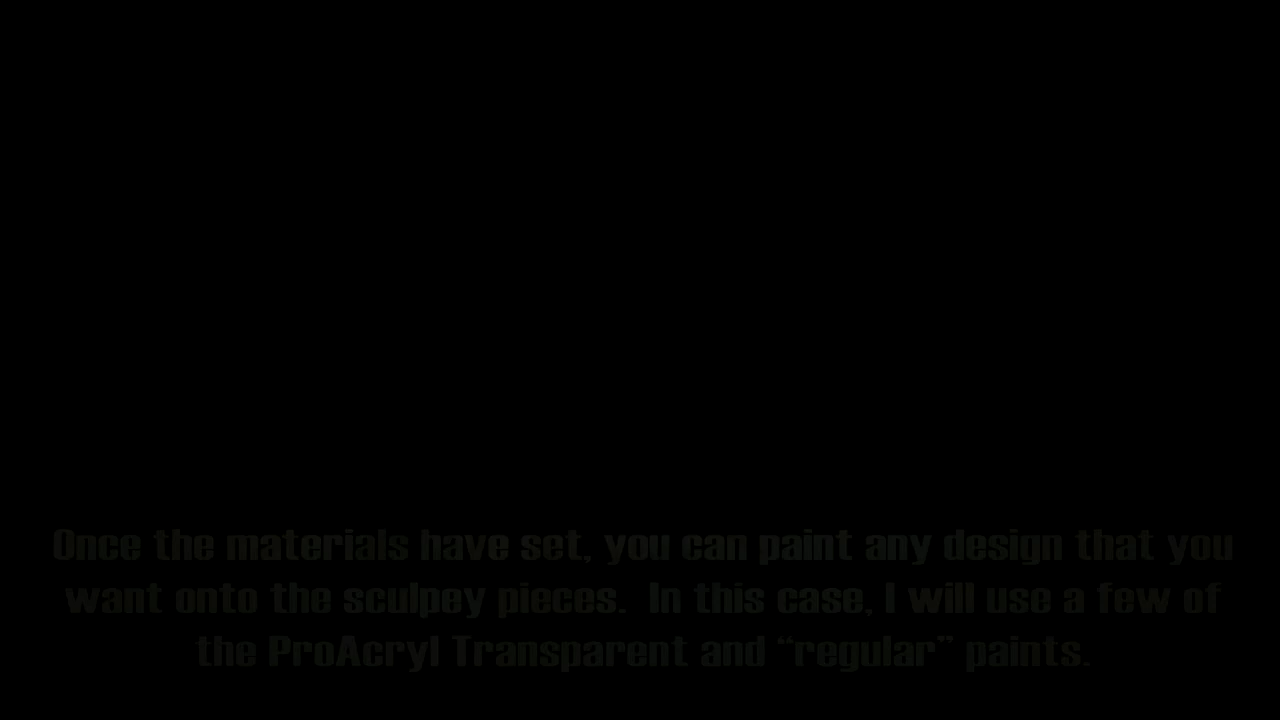 Once the materials have set, you can paint any design that you
want onto the sculpey pieces.  In this case, I will use a few of
the ProAcryl Transparent and “regular” paints.